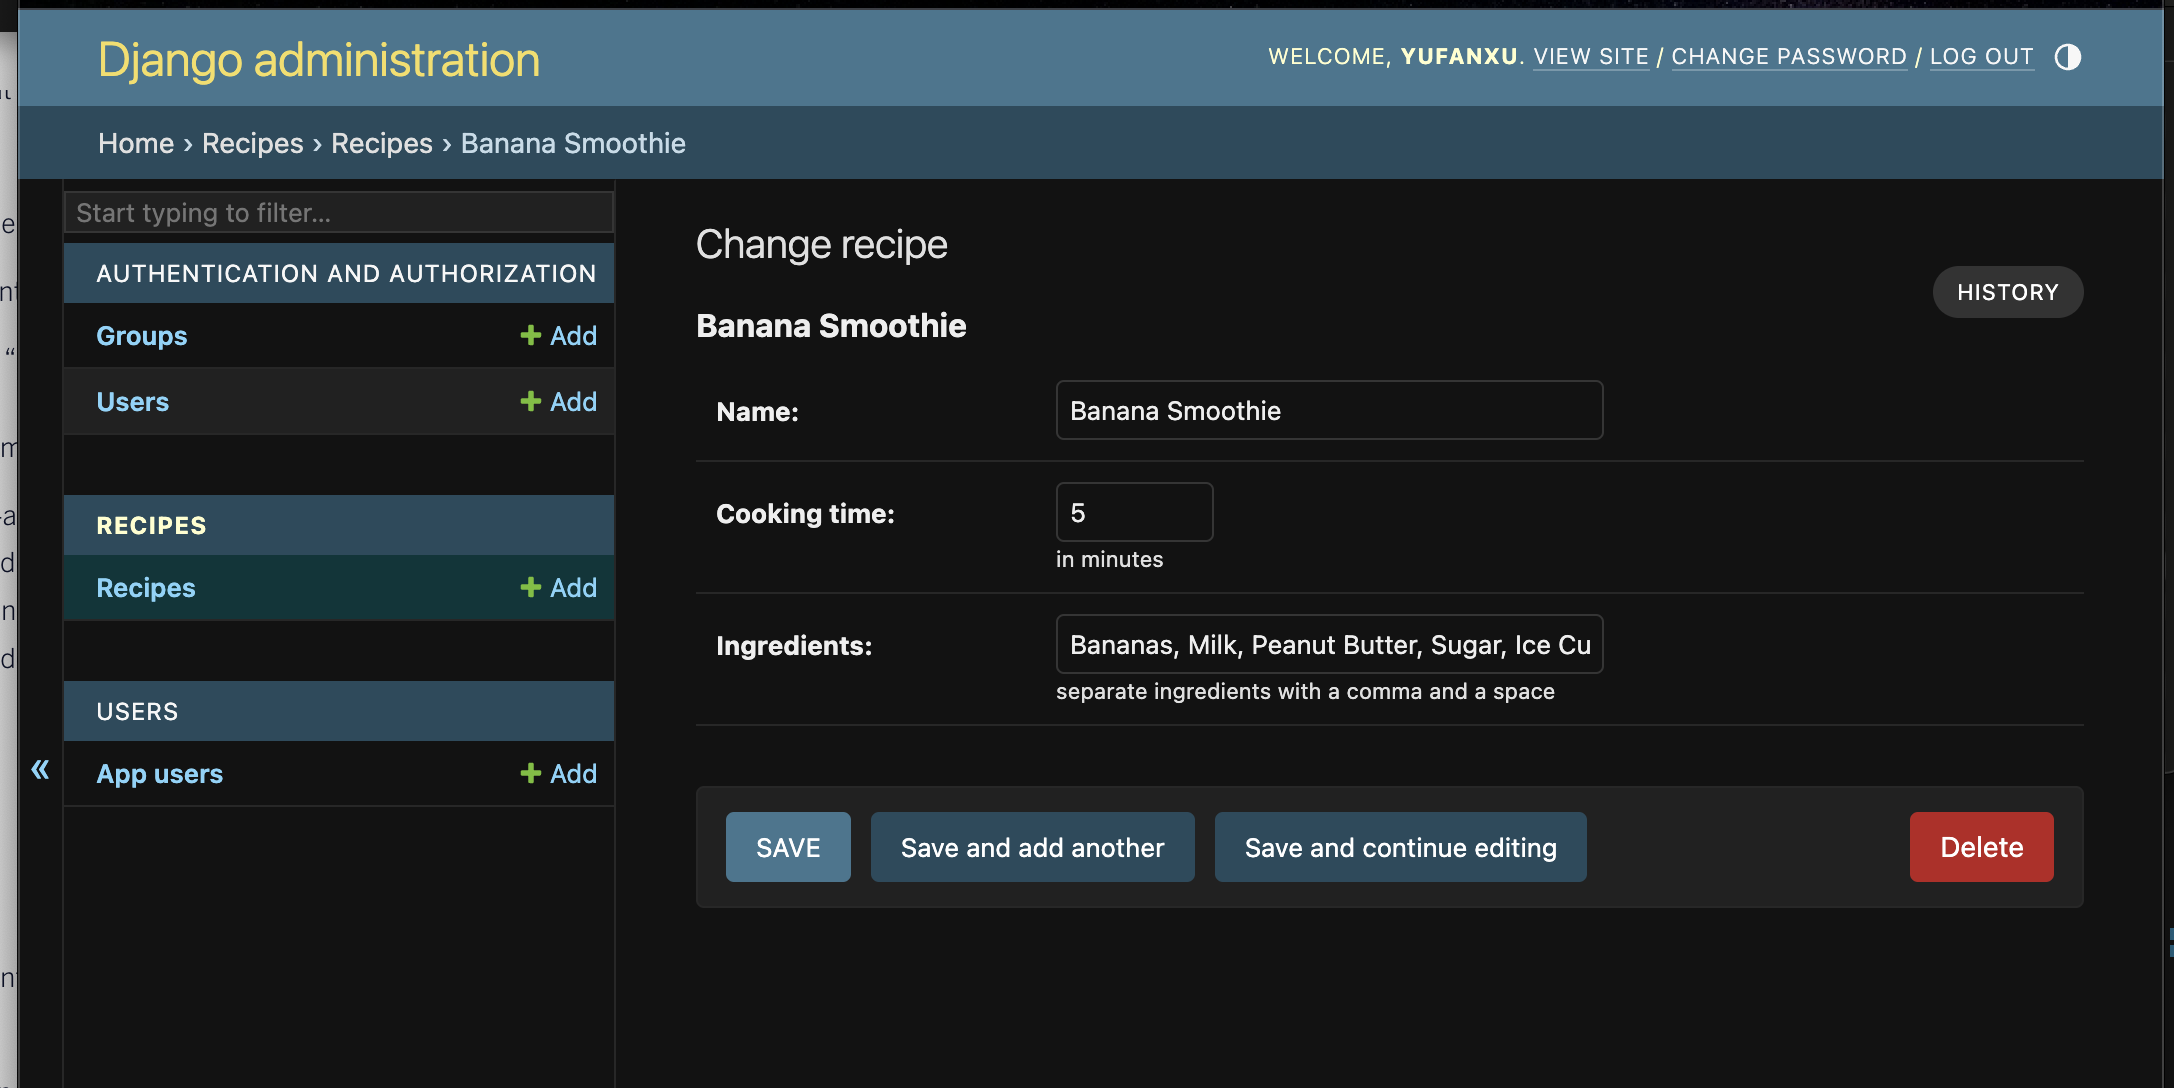 Django administration
WELCOME, YUFANXU. VIEW SITE / CHANGE PASSWORD / LOG OUT
Home › Recipes › Recipes › Banana Smoothie
Start typing to filter...
AUTHENTICATION AND AUTHORIZATION
Groups + Add
Users + Add
RECIPES
Recipes + Add
USERS
App users + Add
«
Change recipe
HISTORY
Banana Smoothie
Name: Banana Smoothie
Cooking time: 5
in minutes
Ingredients: Bananas, Milk, Peanut Butter, Sugar, Ice Cu
separate ingredients with a comma and a space
SAVE Save and add another Save and continue editing Delete